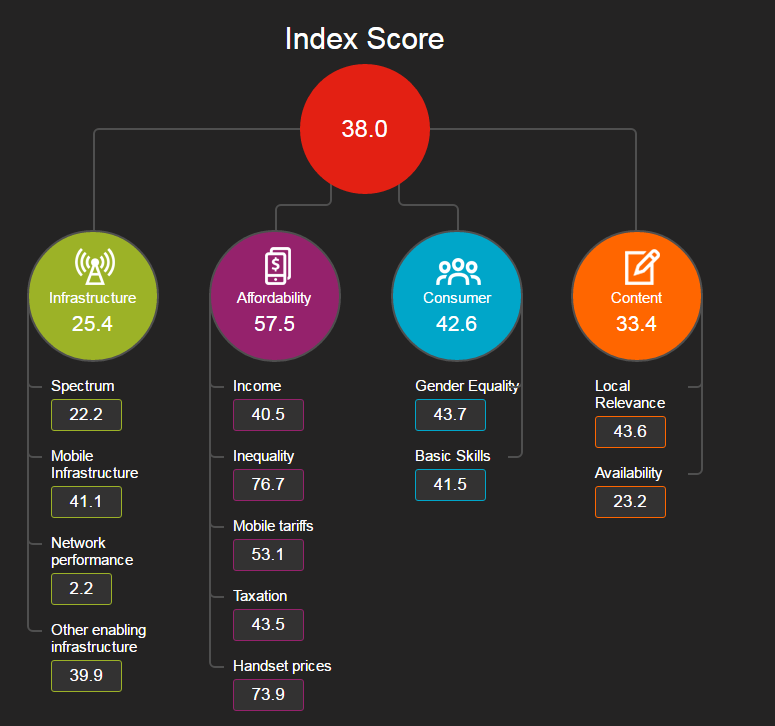 Index Score
38.0
Infrastructure
25.4
Spectrum
22.2
Mobile
Infrastructure
41.1
Network
performance
2.2
Other enabling
infrastructure
39.9
$
Affordability
57.5
Income
40.5
Inequality
76.7
Mobile tariffs
53.1
Taxation
43.5
Handset prices
73.9
Consumer
42.6
Gender Equality
43.7
Basic Skills
41.5
Content
33.4
Local
Relevance
43.6
Availability
23.2